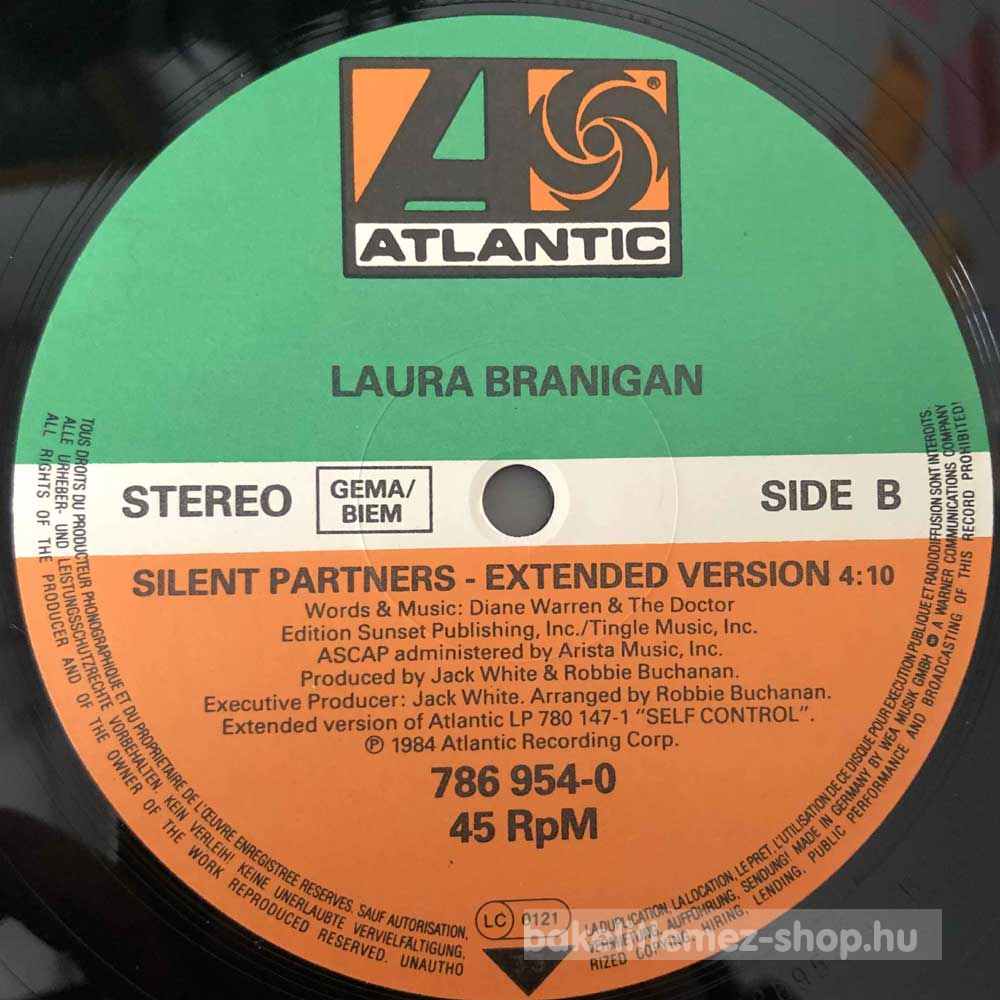 ATLANTIC
®
LAURA BRANIGAN
STEREO
GEMA/
BIEM
SIDE B
SILENT PARTNERS - EXTENDED VERSION 4:10
Words & Music: Diane Warren & The Doctor
Edition Sunset Publishing, Inc./Tingle Music, Inc.
ASCAP administered by Arista Music, Inc.
Produced by Jack White & Robbie Buchanan.
Executive Producer: Jack White. Arranged by Robbie Buchanan.
Extended version of Atlantic LP 780 147-1 "SELF CONTROL".
℗ 1984 Atlantic Recording Corp.
786 954-0
45 RpM
LC 0121
TOUS DROITS DU PRODUCTEUR PHONOGRAPHIQUE ET DU PROPRIETAIRE DE L'ŒUVRE ENREGISTREE RESERVES. SAUF AUTORISATION, LA DUPLICATION, LA LOCATION, LE PRET, L'UTILISATION DE CE DISQUE POUR EXECUTION PUBLIQUE ET RADIODIFFUSION SONT INTERDITS.
ALLE URHEBER- UND LEISTUNGSSCHUTZRECHTE VORBEHALTEN. KEIN VERLEIH! KEINE UNERLAUBTE VERVIELFÄLTIGUNG, VERMIETUNG, AUFFÜHRUNG, SENDUNG! MADE IN GERMANY BY WEA MUSIK GMBH A WARNER COMMUNICATIONS COMPANY
ALL RIGHTS OF THE PRODUCER AND OF THE OWNER OF THE WORK REPRODUCED RESERVED. UNAUTHORIZED COPYING, HIRING, LENDING, PUBLIC PERFORMANCE AND BROADCASTING OF THIS RECORD PROHIBITED!
bakelitlemez-shop.hu